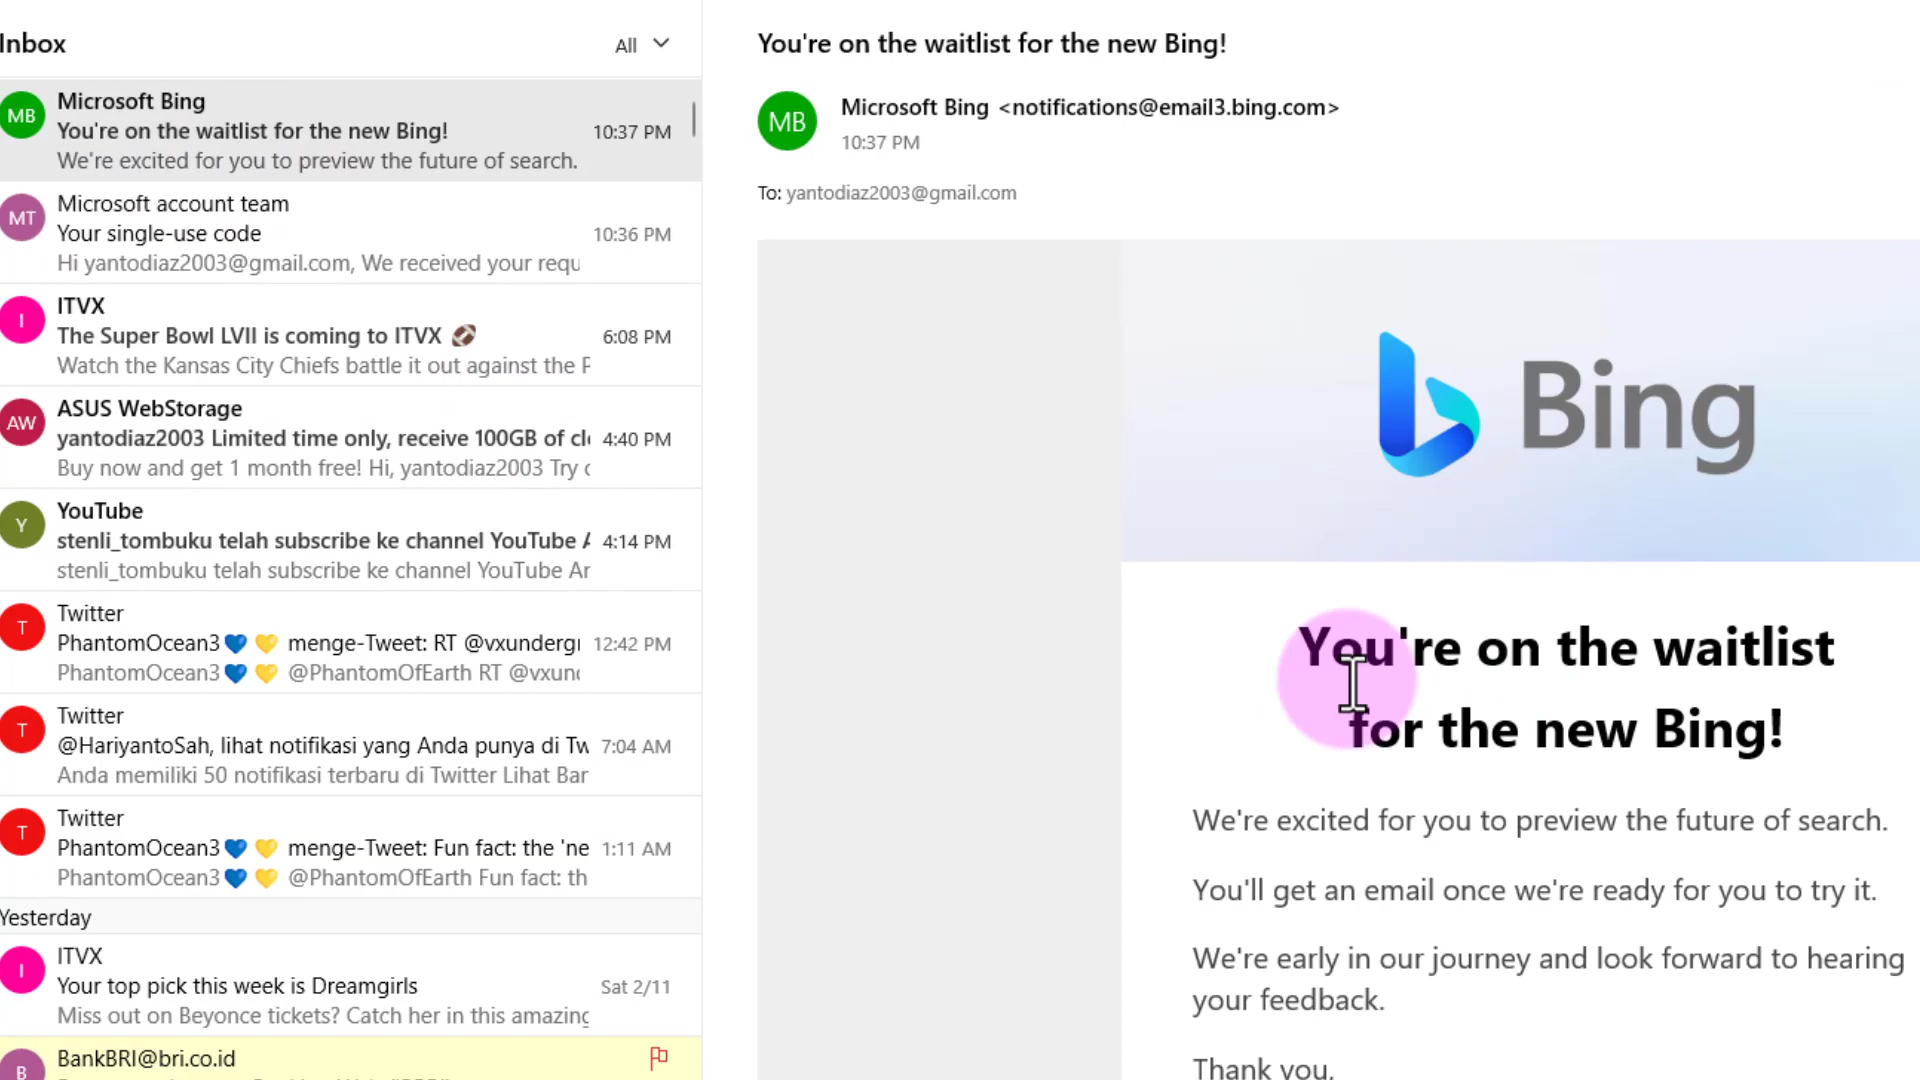 Inbox
All
MB
Microsoft Bing
You're on the waitlist for the new Bing!
10:37 PM
We're excited for you to preview the future of search.
MT
Microsoft account team
Your single-use code
10:36 PM
Hi yantodiaz2003@gmail.com, We received your requ
I
ITVX
The Super Bowl LVII is coming to ITVX 🏈
6:08 PM
Watch the Kansas City Chiefs battle it out against the P
AW
ASUS WebStorage
yantodiaz2003 Limited time only, receive 100GB of clo
4:40 PM
Buy now and get 1 month free! Hi, yantodiaz2003 Try o
Y
YouTube
stenli_tombuku telah subscribe ke channel YouTube A
4:14 PM
stenli_tombuku telah subscribe ke channel YouTube An
T
Twitter
PhantomOcean3💙 💛 menge-Tweet: RT @vxundergr
12:42 PM
PhantomOcean3💙 💛 @PhantomOfEarth RT @vxund
T
Twitter
@HariyantoSah, lihat notifikasi yang Anda punya di Tw
7:04 AM
Anda memiliki 50 notifikasi terbaru di Twitter Lihat Bar
T
Twitter
PhantomOcean3💙 💛 menge-Tweet: Fun fact: the 'ne
1:11 AM
PhantomOcean3💙 💛 @PhantomOfEarth Fun fact: th
Yesterday
I
ITVX
Your top pick this week is Dreamgirls
Sat 2/11
Miss out on Beyonce tickets? Catch her in this amazing
B
BankBRI@bri.co.id
You're on the waitlist for the new Bing!
MB
Microsoft Bing <notifications@email3.bing.com>
10:37 PM
To: yantodiaz2003@gmail.com
Bing
You're on the waitlist
for the new Bing!
We're excited for you to preview the future of search.
You'll get an email once we're ready for you to try it.
We're early in our journey and look forward to hearing
your feedback.
Thank you,